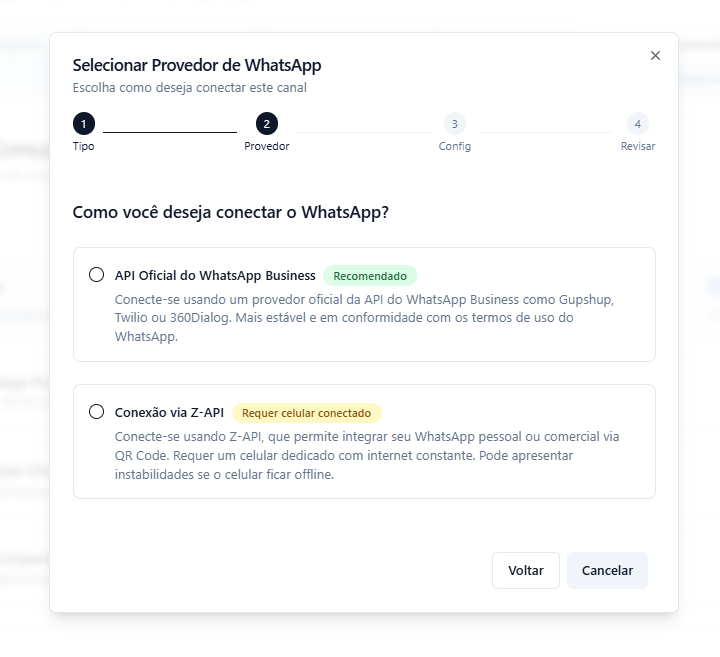 Selecionar Provedor de WhatsApp
Escolha como deseja conectar este canal
1 2 3 4
Tipo Provedor Config Revisar
Como você deseja conectar o WhatsApp?
API Oficial do WhatsApp Business Recomendado
Conecte-se usando um provedor oficial da API do WhatsApp Business como Gupshup,
Twilio ou 360Dialog. Mais estável e em conformidade com os termos de uso do
WhatsApp.
Conexão via Z-API Requer celular conectado
Conecte-se usando Z-API, que permite integrar seu WhatsApp pessoal ou comercial via
QR Code. Requer um celular dedicado com internet constante. Pode apresentar
instabilidades se o celular ficar offline.
Voltar Cancelar